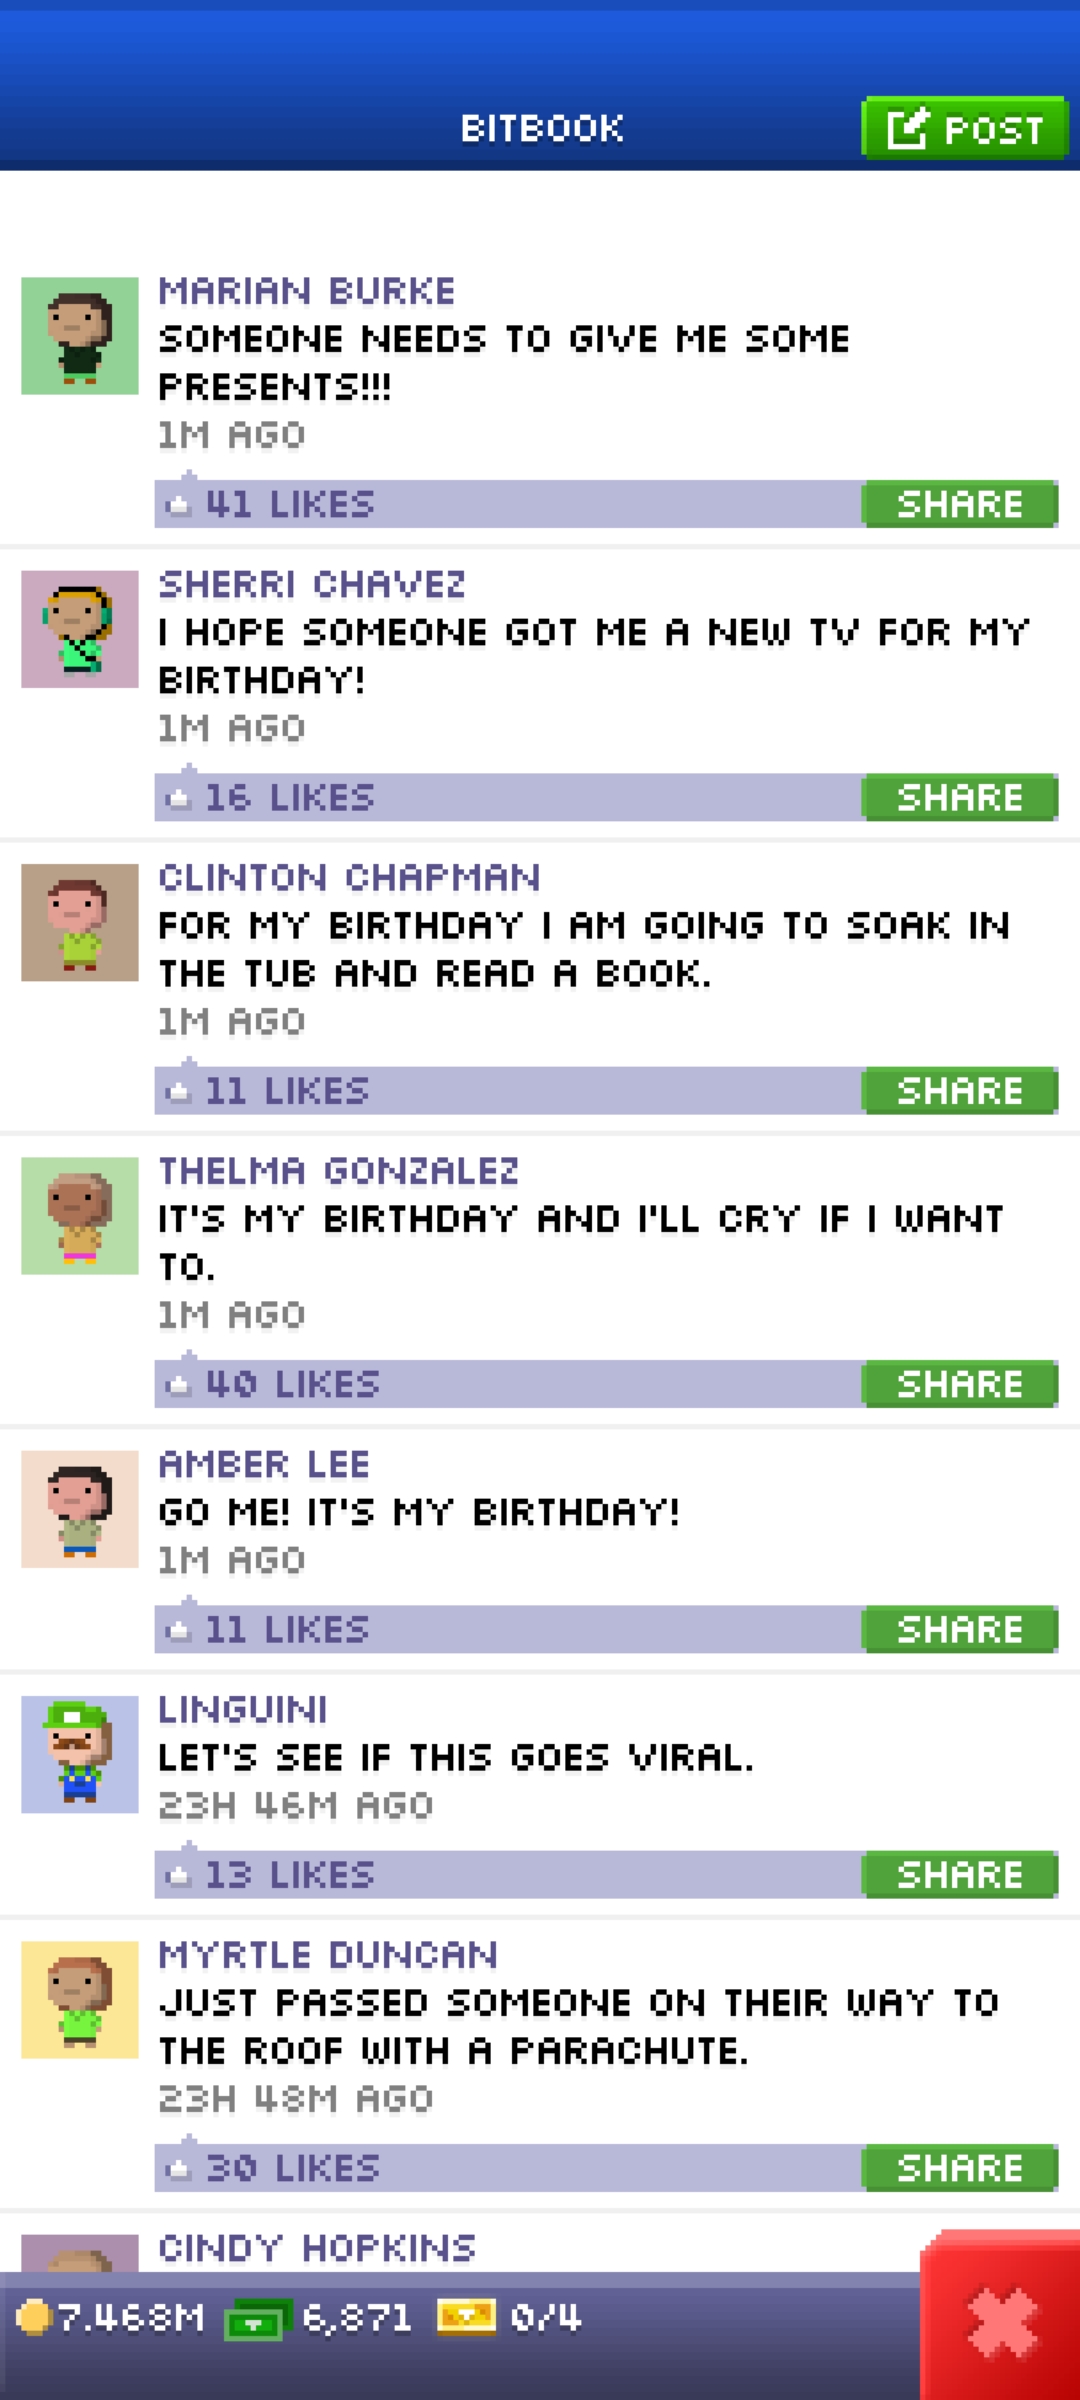 BITBOOK
POST
MARIAN BURKE
SOMEONE NEEDS TO GIVE ME SOME
PRESENTS!!!
1M AGO
41 LIKES
SHARE
SHERRI CHAVEZ
I HOPE SOMEONE GOT ME A NEW TV FOR MY
BIRTHDAY!
1M AGO
16 LIKES
SHARE
CLINTON CHAPMAN
FOR MY BIRTHDAY I AM GOING TO SOAK IN
THE TUB AND READ A BOOK.
1M AGO
11 LIKES
SHARE
THELMA GONZALEZ
IT'S MY BIRTHDAY AND I'LL CRY IF I WANT
TO.
1M AGO
40 LIKES
SHARE
AMBER LEE
GO ME! IT'S MY BIRTHDAY!
1M AGO
11 LIKES
SHARE
LINGUINI
LET'S SEE IF THIS GOES VIRAL.
23H 46M AGO
13 LIKES
SHARE
MYRTLE DUNCAN
JUST PASSED SOMEONE ON THEIR WAY TO
THE ROOF WITH A PARACHUTE.
23H 48M AGO
30 LIKES
SHARE
CINDY HOPKINS
7.468M 6,871 0/4